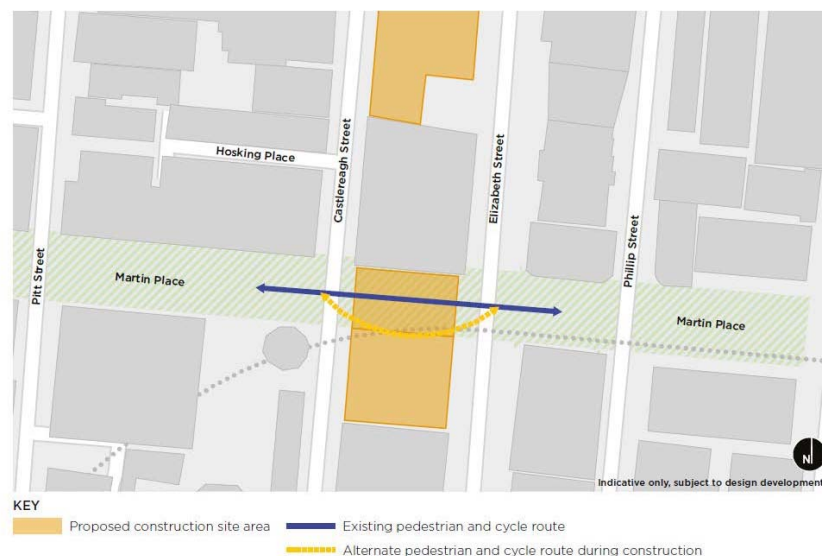 Hosking Place
Castlereagh Street
Elizabeth Street
Phillip Street
Pitt Street
Martin Place
Martin Place
N
Indicative only, subject to design development
KEY
Proposed construction site area
Existing pedestrian and cycle route
Alternate pedestrian and cycle route during construction